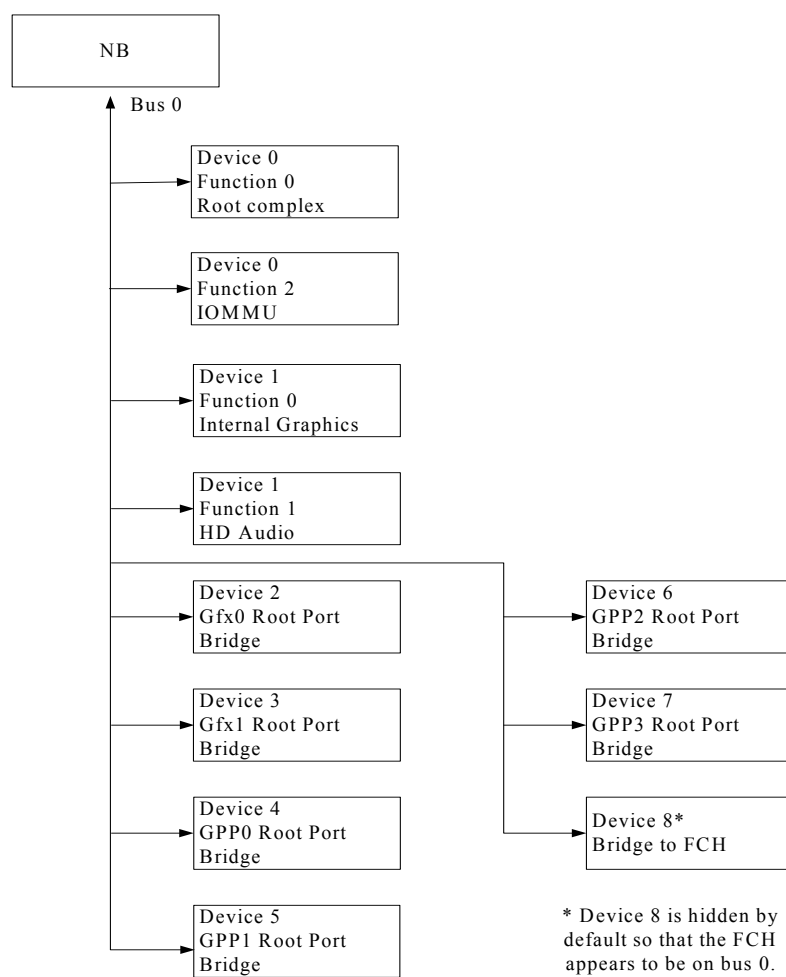 NB
Bus 0
Device 0
Function 0
Root complex
Device 0
Function 2
IOMMU
Device 1
Function 0
Internal Graphics
Device 1
Function 1
HD Audio
Device 2
Gfx0 Root Port
Bridge
Device 3
Gfx1 Root Port
Bridge
Device 4
GPP0 Root Port
Bridge
Device 5
GPP1 Root Port
Bridge
Device 6
GPP2 Root Port
Bridge
Device 7
GPP3 Root Port
Bridge
Device 8*
Bridge to FCH
* Device 8 is hidden by
default so that the FCH
appears to be on bus 0.